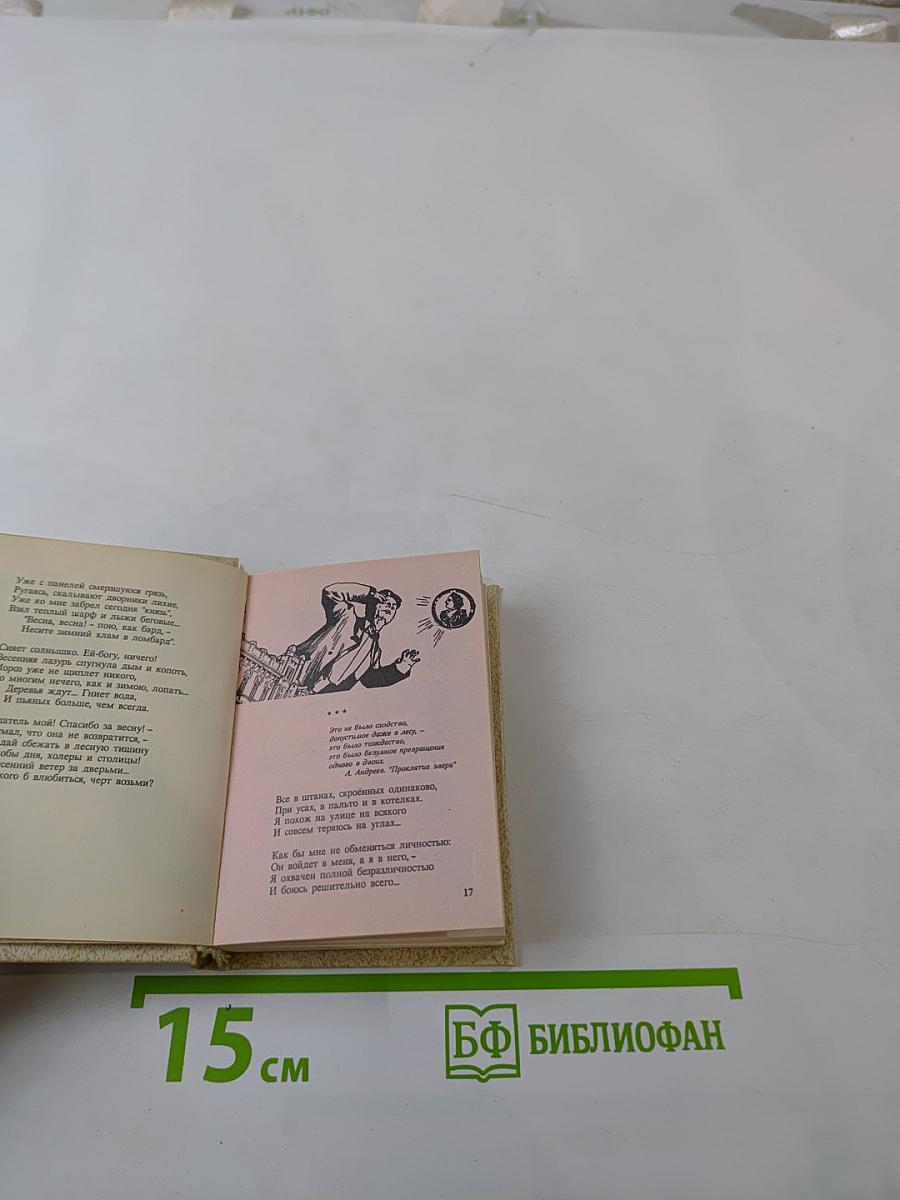 Уже с панелей смерзшуюся грязь,
Ругаясь, скалывают дворники лихие,
Уже ко мне забрел сегодня "князь",
Взял теплый шарф и лыжи беговые...
"Весна, весна! - пою, как бард, -
Несите зимний хлам в ломбард".
Сияет солнышко. Ей-богу, ничего!
Весенняя лазурь спугнула дым и копоть,
Мороз уже не щиплет никого,
о многим нечего, как и зимою, лопать...
Деревья ждут... Гниет вода,
И пьяных больше, чем всегда.
датель мой! Спасибо за весну! -
мал, что она не возвратится, -
дай сбежать в лесную тишину
обы дня, холеры и столицы!
сенний ветер за дверьми...
кого б влюбиться, черт возьми?
* * *
Это не было сходство,
допустимое даже в лесу, -
это было тождество,
это было безумное превращение
одного в двоих.
Л. Андреев. "Проклятие зверя"
Все в штанах, скроённых одинаково,
При усах, в пальто и в котелках.
Я похож на улице на всякого
И совсем теряюсь на углах...
Как бы мне не обменяться личностью:
Он войдет в меня, а я в него, -
Я охвачен полной безразличностью
И боюсь решительно всего...
17
15 см
БФ БИБЛИОФАН